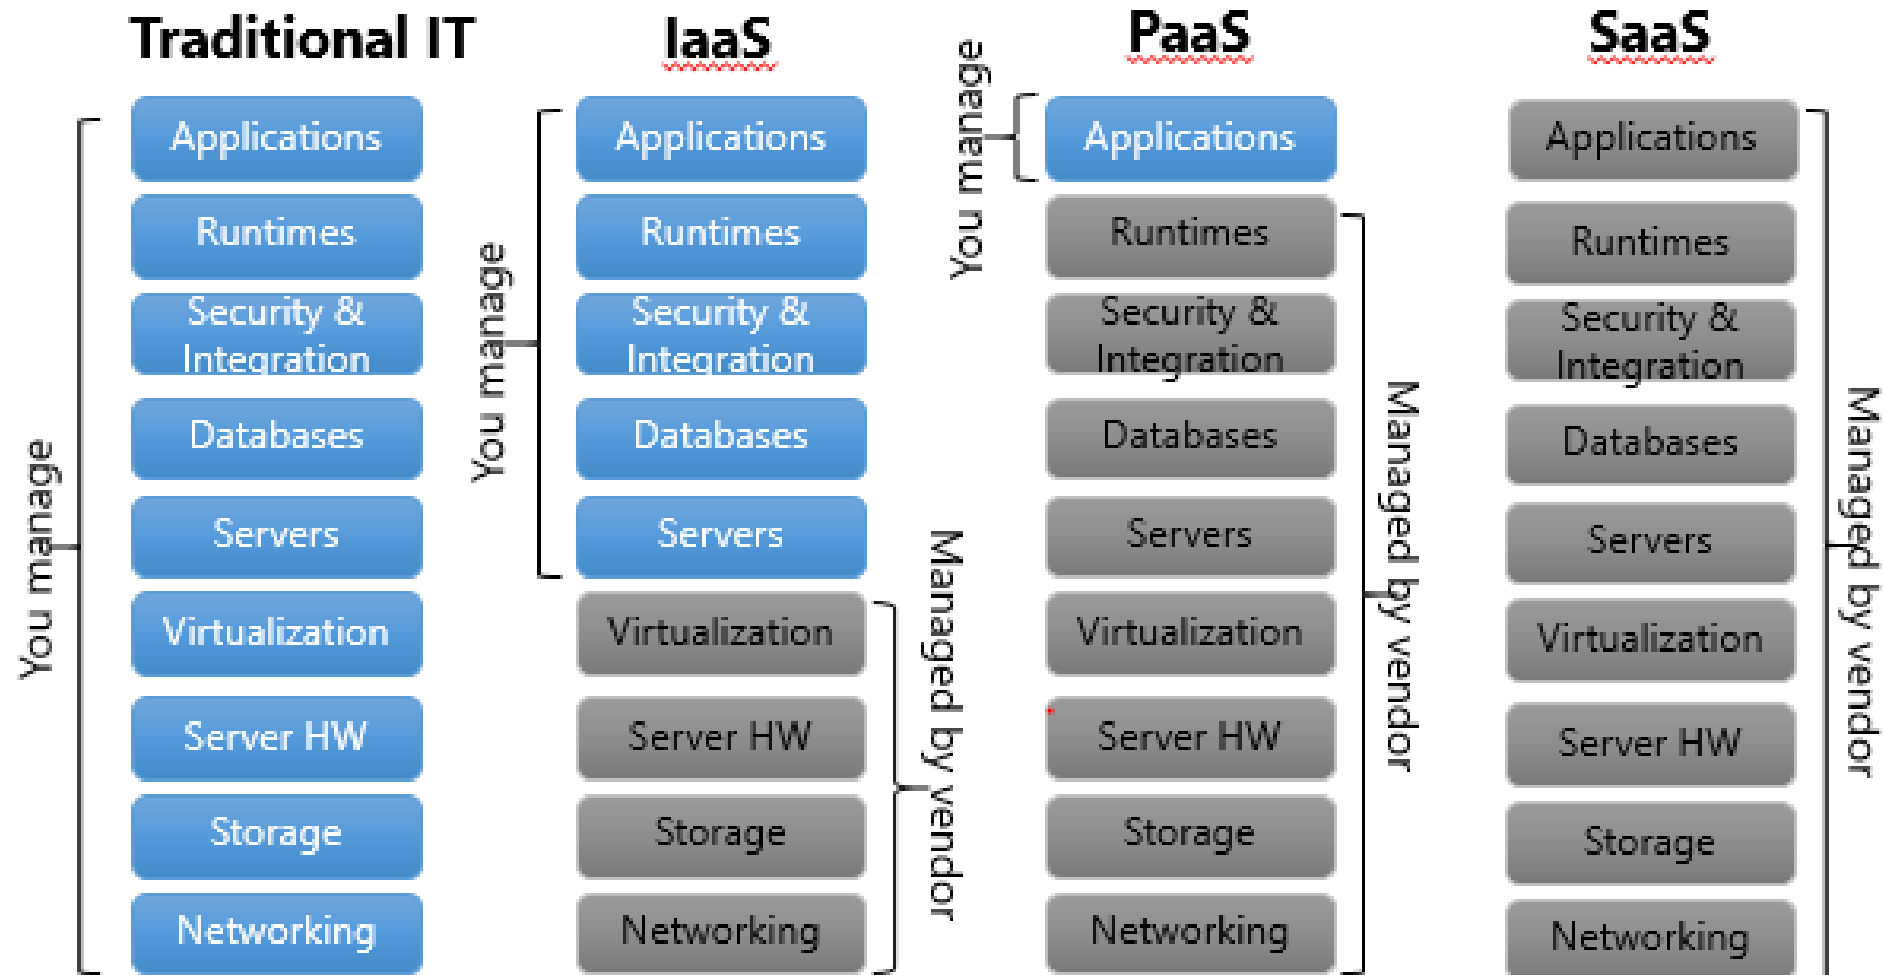 Traditional IT
You manage
Applications
Runtimes
Security &
Integration
Databases
Servers
Virtualization
Server HW
Storage
Networking
IaaS
You manage
Applications
Runtimes
Security &
Integration
Databases
Servers
Virtualization
Server HW
Storage
Networking
Managed by vendor
PaaS
You manage
Applications
Runtimes
Security &
Integration
Databases
Servers
Virtualization
Server HW
Storage
Networking
Managed by vendor
SaaS
Applications
Runtimes
Security &
Integration
Databases
Servers
Virtualization
Server HW
Storage
Networking
Managed by vendor